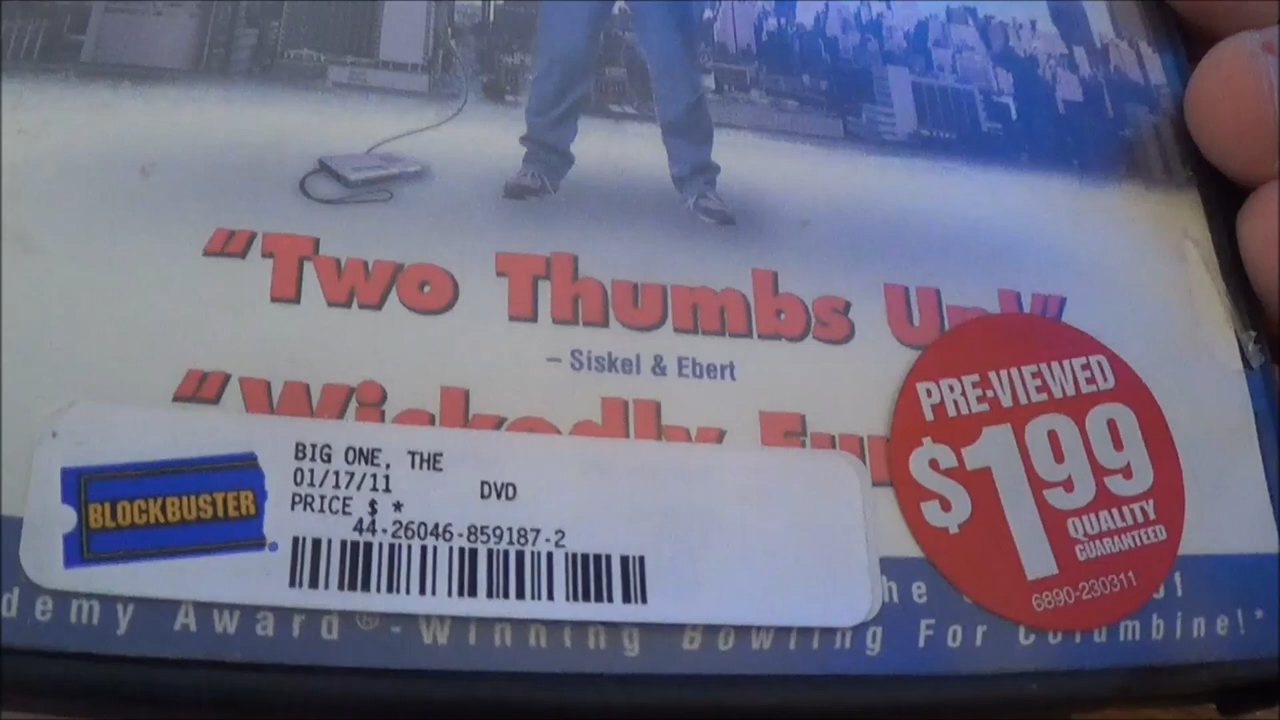 "Two Thumbs Up!"
– Siskel & Ebert
"Wickedly
BLOCKBUSTER
BIG ONE, THE
01/17/11 DVD
PRICE $ *
44-26046-859187-2
PRE-VIEWED
$199
QUALITY
GUARANTEED
6890-230311
demy Award®-Winning Bowling For Columbine!*